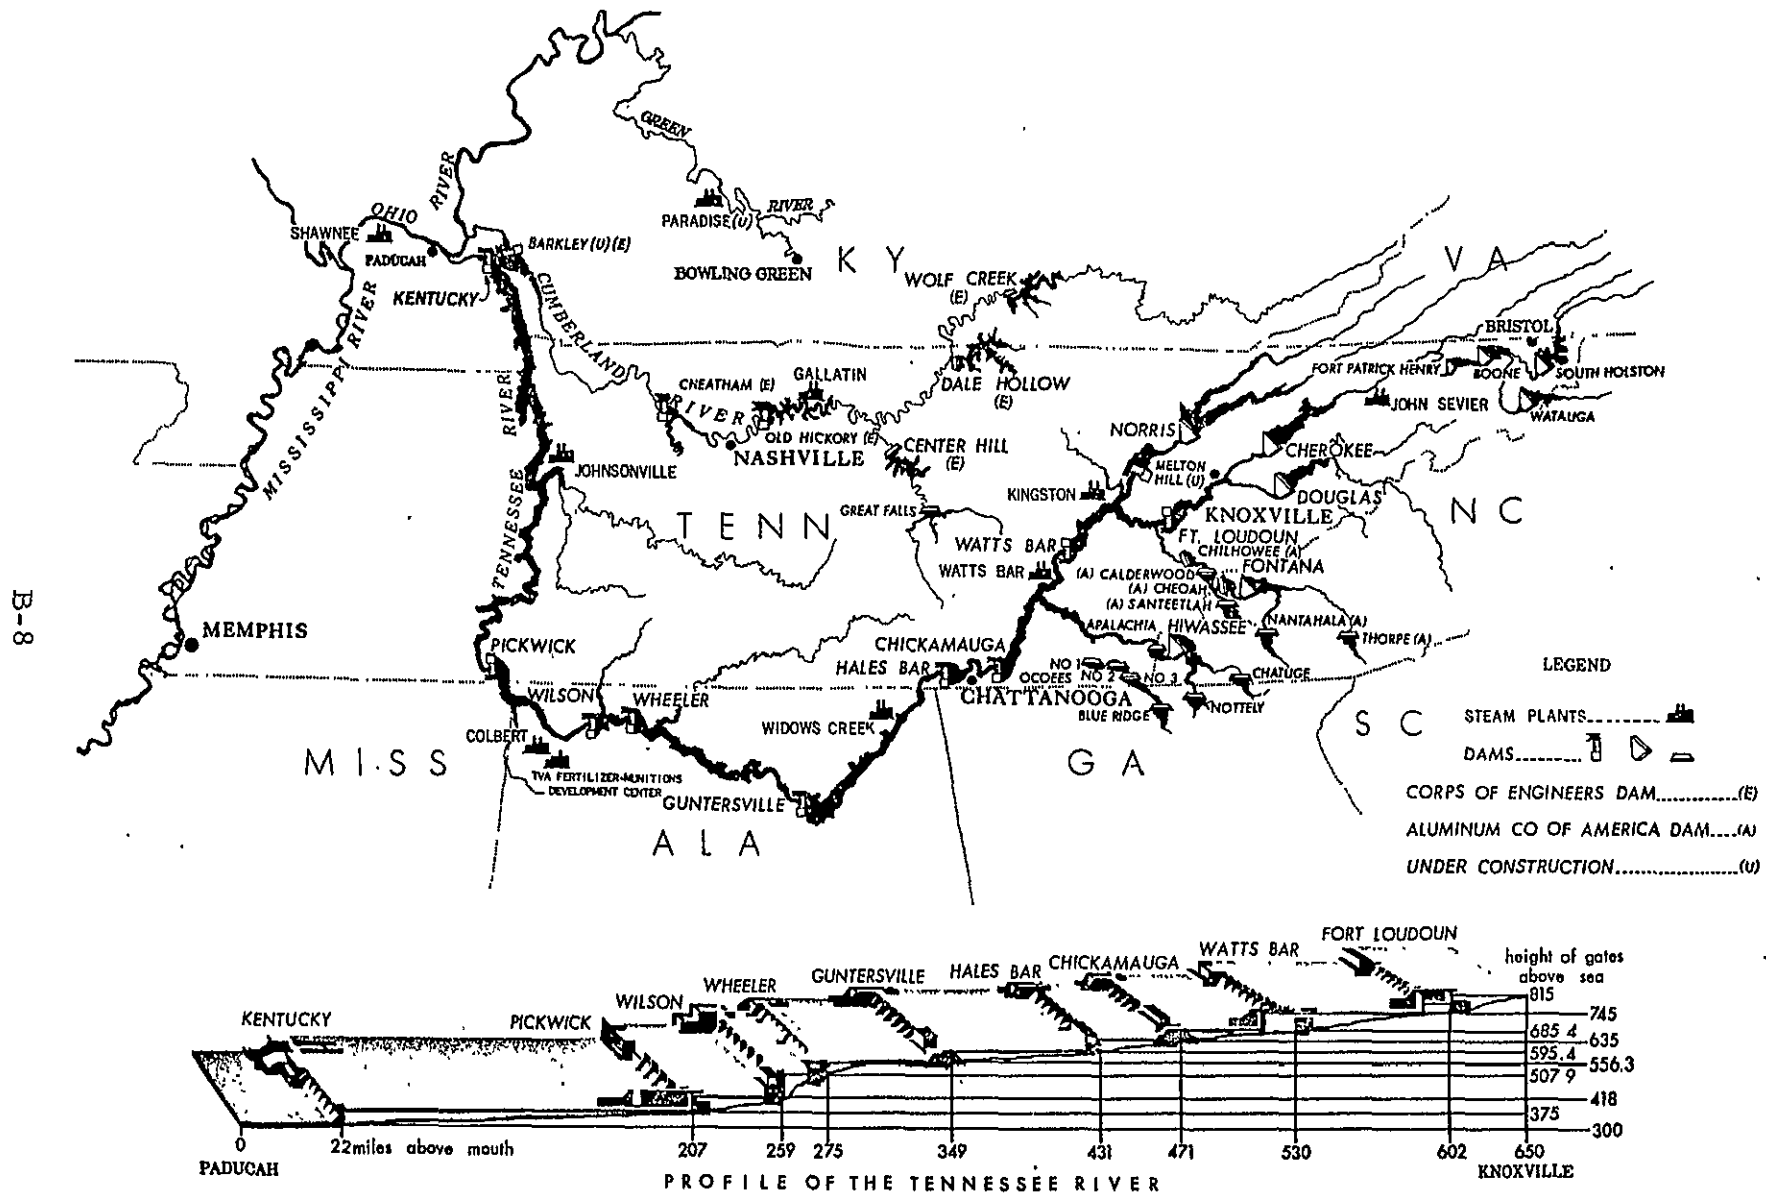 GREEN
RIVER
PARADISE (U)
BOWLING GREEN
OHIO
RIVER
SHAWNEE
PADUCAH
BARKLEY (U) (E)
KENTUCKY
CUMBERLAND
RIVER
MISSISSIPPI
RIVER
K Y
V A
WOLF CREEK
(E)
DALE HOLLOW
(E)
CHEATHAM (E)
GALLATIN
OLD HICKORY (E)
NASHVILLE
CENTER HILL
(E)
GREAT FALLS
BRISTOL
FORT PATRICK HENRY
BOONE
SOUTH HOLSTON
WATAUGA
JOHN SEVIER
NORRIS
CHEROKEE
MELTON
HILL (U)
DOUGLAS
KINGSTON
KNOXVILLE
N C
TENNESSEE
RIVER
JOHNSONVILLE
T E N N
FT. LOUDOUN
WATTS BAR
WATTS BAR
CHILHOWEE (A)
(A) CALDERWOOD
FONTANA
(A) CHEOAH
(A) SANTEETLAH
NANTAHALA (A)
THORPE (A)
APALACHIA
HIWASSEE
MEMPHIS
PICKWICK
CHICKAMAUGA
HALES BAR
CHATTANOOGA
NO 1
OCOEES
NO 2
NO 3
CHATUGE
NOTTELY
BLUE RIDGE
WILSON
WHEELER
WIDOWS CREEK
COLBERT
TVA FERTILIZER-MUNITIONS
DEVELOPMENT CENTER
GUNTERSVILLE
M I S S
A L A
G A
S C
B-8
LEGEND
STEAM PLANTS
DAMS
CORPS OF ENGINEERS DAM............(E)
ALUMINUM CO OF AMERICA DAM....(A)
UNDER CONSTRUCTION..................(U)
KENTUCKY
PICKWICK
WILSON
WHEELER
GUNTERSVILLE
HALES BAR
CHICKAMAUGA
WATTS BAR
FORT LOUDOUN
height of gates
above sea
815
745
685.4
635
595.4
556.3
507 9
418
375
300
0
22 miles above mouth
207
259
275
349
431
471
530
602
650
PADUCAH
KNOXVILLE
PROFILE OF THE TENNESSEE RIVER